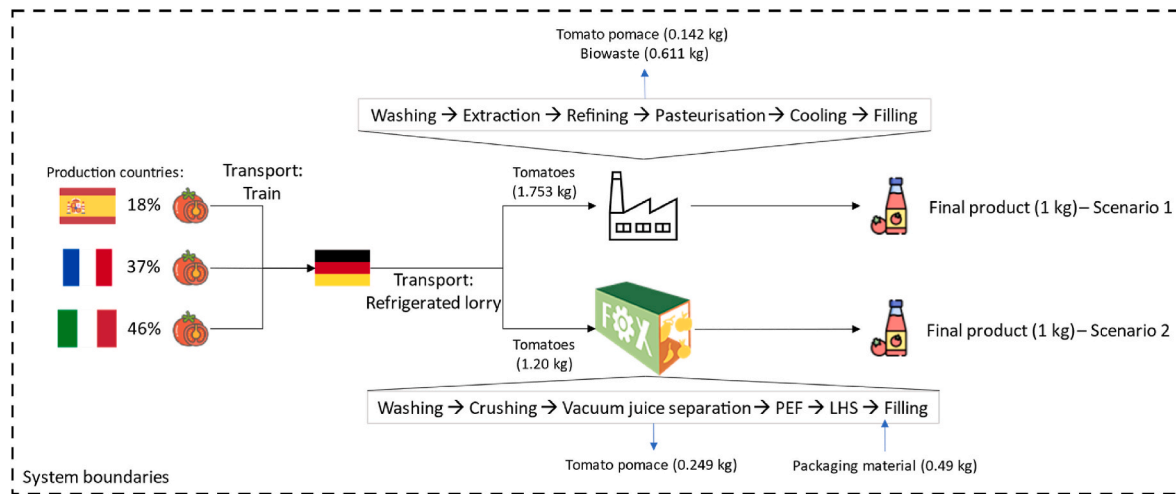 Tomato pomace (0.142 kg)
Biowaste (0.611 kg)
Washing → Extraction → Refining → Pasteurisation → Cooling → Filling
Production countries:
Transport:
Train
Tomatoes
(1.753 kg)
18%
Final product (1 kg)– Scenario 1
37%
Transport:
Refrigerated lorry
46%
FOX
Final product (1 kg)– Scenario 2
Tomatoes
(1.20 kg)
Washing → Crushing → Vacuum juice separation → PEF → LHS → Filling
Tomato pomace (0.249 kg)
Packaging material (0.49 kg)
System boundaries